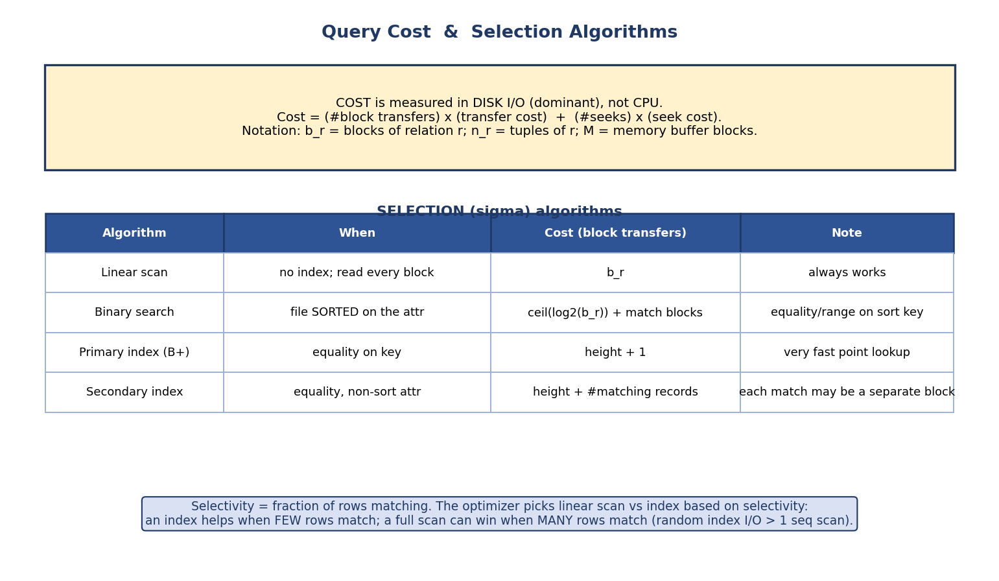 Query Cost & Selection Algorithms
COST is measured in DISK I/O (dominant), not CPU.
Cost = (#block transfers) x (transfer cost) + (#seeks) x (seek cost).
Notation: b_r = blocks of relation r; n_r = tuples of r; M = memory buffer blocks.
SELECTION (sigma) algorithms
Algorithm When Cost (block transfers) Note
Linear scan no index; read every block b_r always works
Binary search file SORTED on the attr ceil(log2(b_r)) + match blocks equality/range on sort key
Primary index (B+) equality on key height + 1 very fast point lookup
Secondary index equality, non-sort attr height + #matching records each match may be a separate block
Selectivity = fraction of rows matching. The optimizer picks linear scan vs index based on selectivity:
an index helps when FEW rows match; a full scan can win when MANY rows match (random index I/O > 1 seq scan).